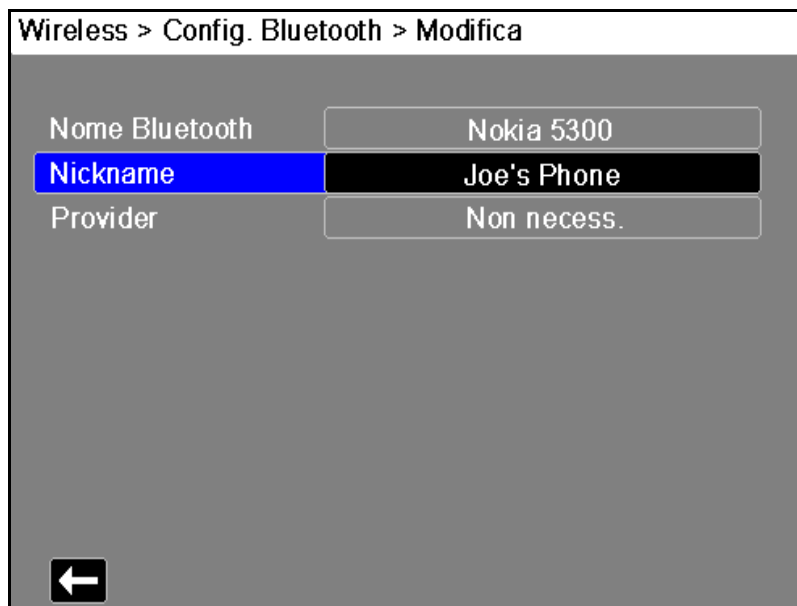 Wireless > Config. Bluetooth > Modifica
Nome Bluetooth Nokia 5300
Nickname Joe's Phone
Provider Non necess.